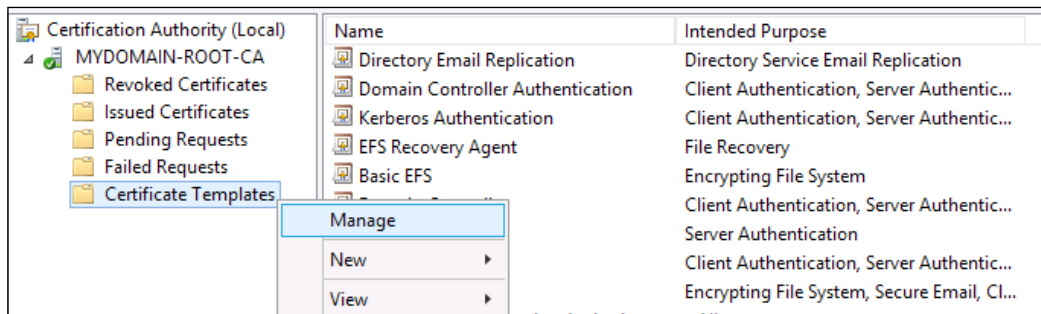 Certification Authority (Local)
MYDOMAIN-ROOT-CA
Revoked Certificates
Issued Certificates
Pending Requests
Failed Requests
Certificate Templates
Name Intended Purpose
Directory Email Replication Directory Service Email Replication
Domain Controller Authentication Client Authentication, Server Authentic...
Kerberos Authentication Client Authentication, Server Authentic...
EFS Recovery Agent File Recovery
Basic EFS Encrypting File System
Client Authentication, Server Authentic...
Server Authentication
Client Authentication, Server Authentic...
Encrypting File System, Secure Email, Cl...
Manage
New
View